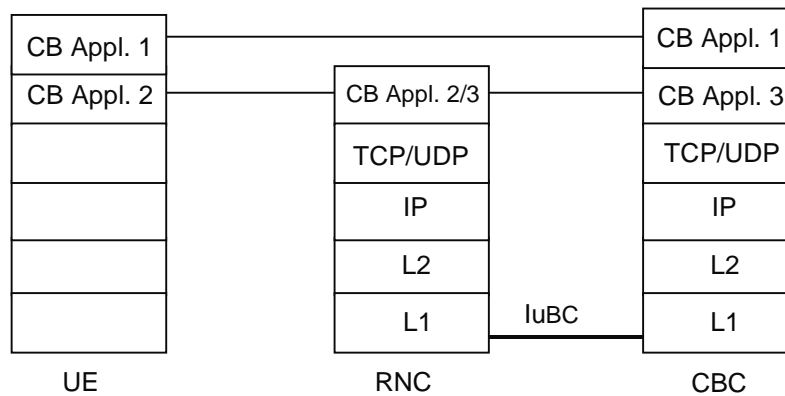 CB Appl. 1
CB Appl. 2
UE
CB Appl. 2/3
TCP/UDP
IP
L2
L1
RNC
IuBC
CB Appl. 1
CB Appl. 3
TCP/UDP
IP
L2
L1
CBC